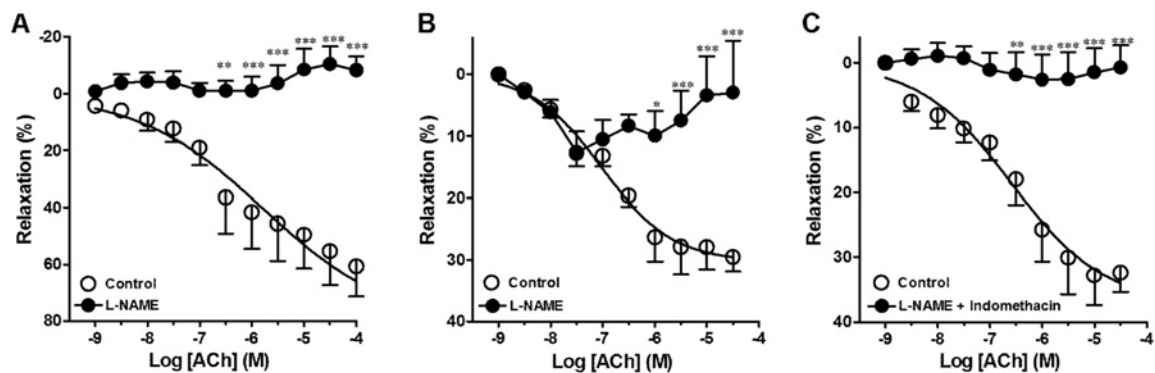 A
-20
0
20
40
60
80
Relaxation (%)
** ** *** *** *** ***
Control
L-NAME
-9 -8 -7 -6 -5 -4
Log [ACh] (M)
B
0
10
20
30
40
Relaxation (%)
* *** *** ***
Control
L-NAME
-9 -8 -7 -6 -5 -4
Log [ACh] (M)
C
0
10
20
30
40
Relaxation (%)
** *** *** *** ***
Control
L-NAME + Indomethacin
-9 -8 -7 -6 -5 -4
Log [ACh] (M)